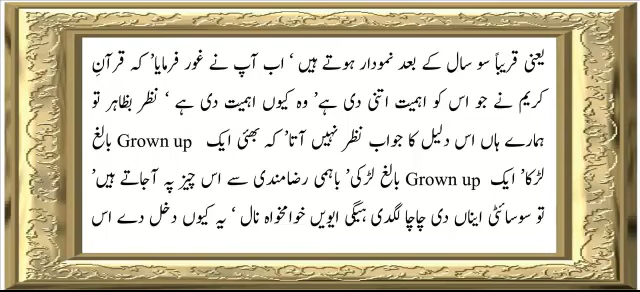 یعنی قریباً سو سال کے بعد نمودار ہوتے ہیں ‘ اب آپ نے غور فرمایا’ کہ قرآنِ
کریم نے جو اس کو اہمیت اتنی دی ہے’ وہ کیوں اہمیت دی ہے ‘ نظر بظاہر تو
ہمارے ہاں اس دلیل کا جواب نظر نہیں آتا’ کہ بھئی ایک Grown up بالغ
لڑکا’ ایک Grown up بالغ لڑکی’ باہمی رضامندی سے اس چیز پہ آجاتے ہیں’
تو سوسائٹی ایناں دی چاچا لگدی ہیگی ایویں خوامخواہ نال ‘ یہ کیوں دخل دے اس